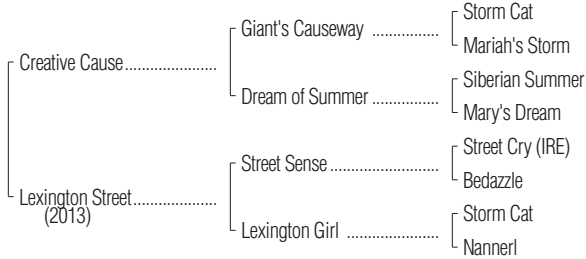 Storm Cat
Giant's Causeway ................
Mariah's Storm
Creative Cause......................
Siberian Summer
Dream of Summer ................
Mary's Dream
Street Cry (IRE)
Street Sense ..........................
Bedazzle
Lexington Street....................
(2013)
Storm Cat
Lexington Girl ......................
Nannerl